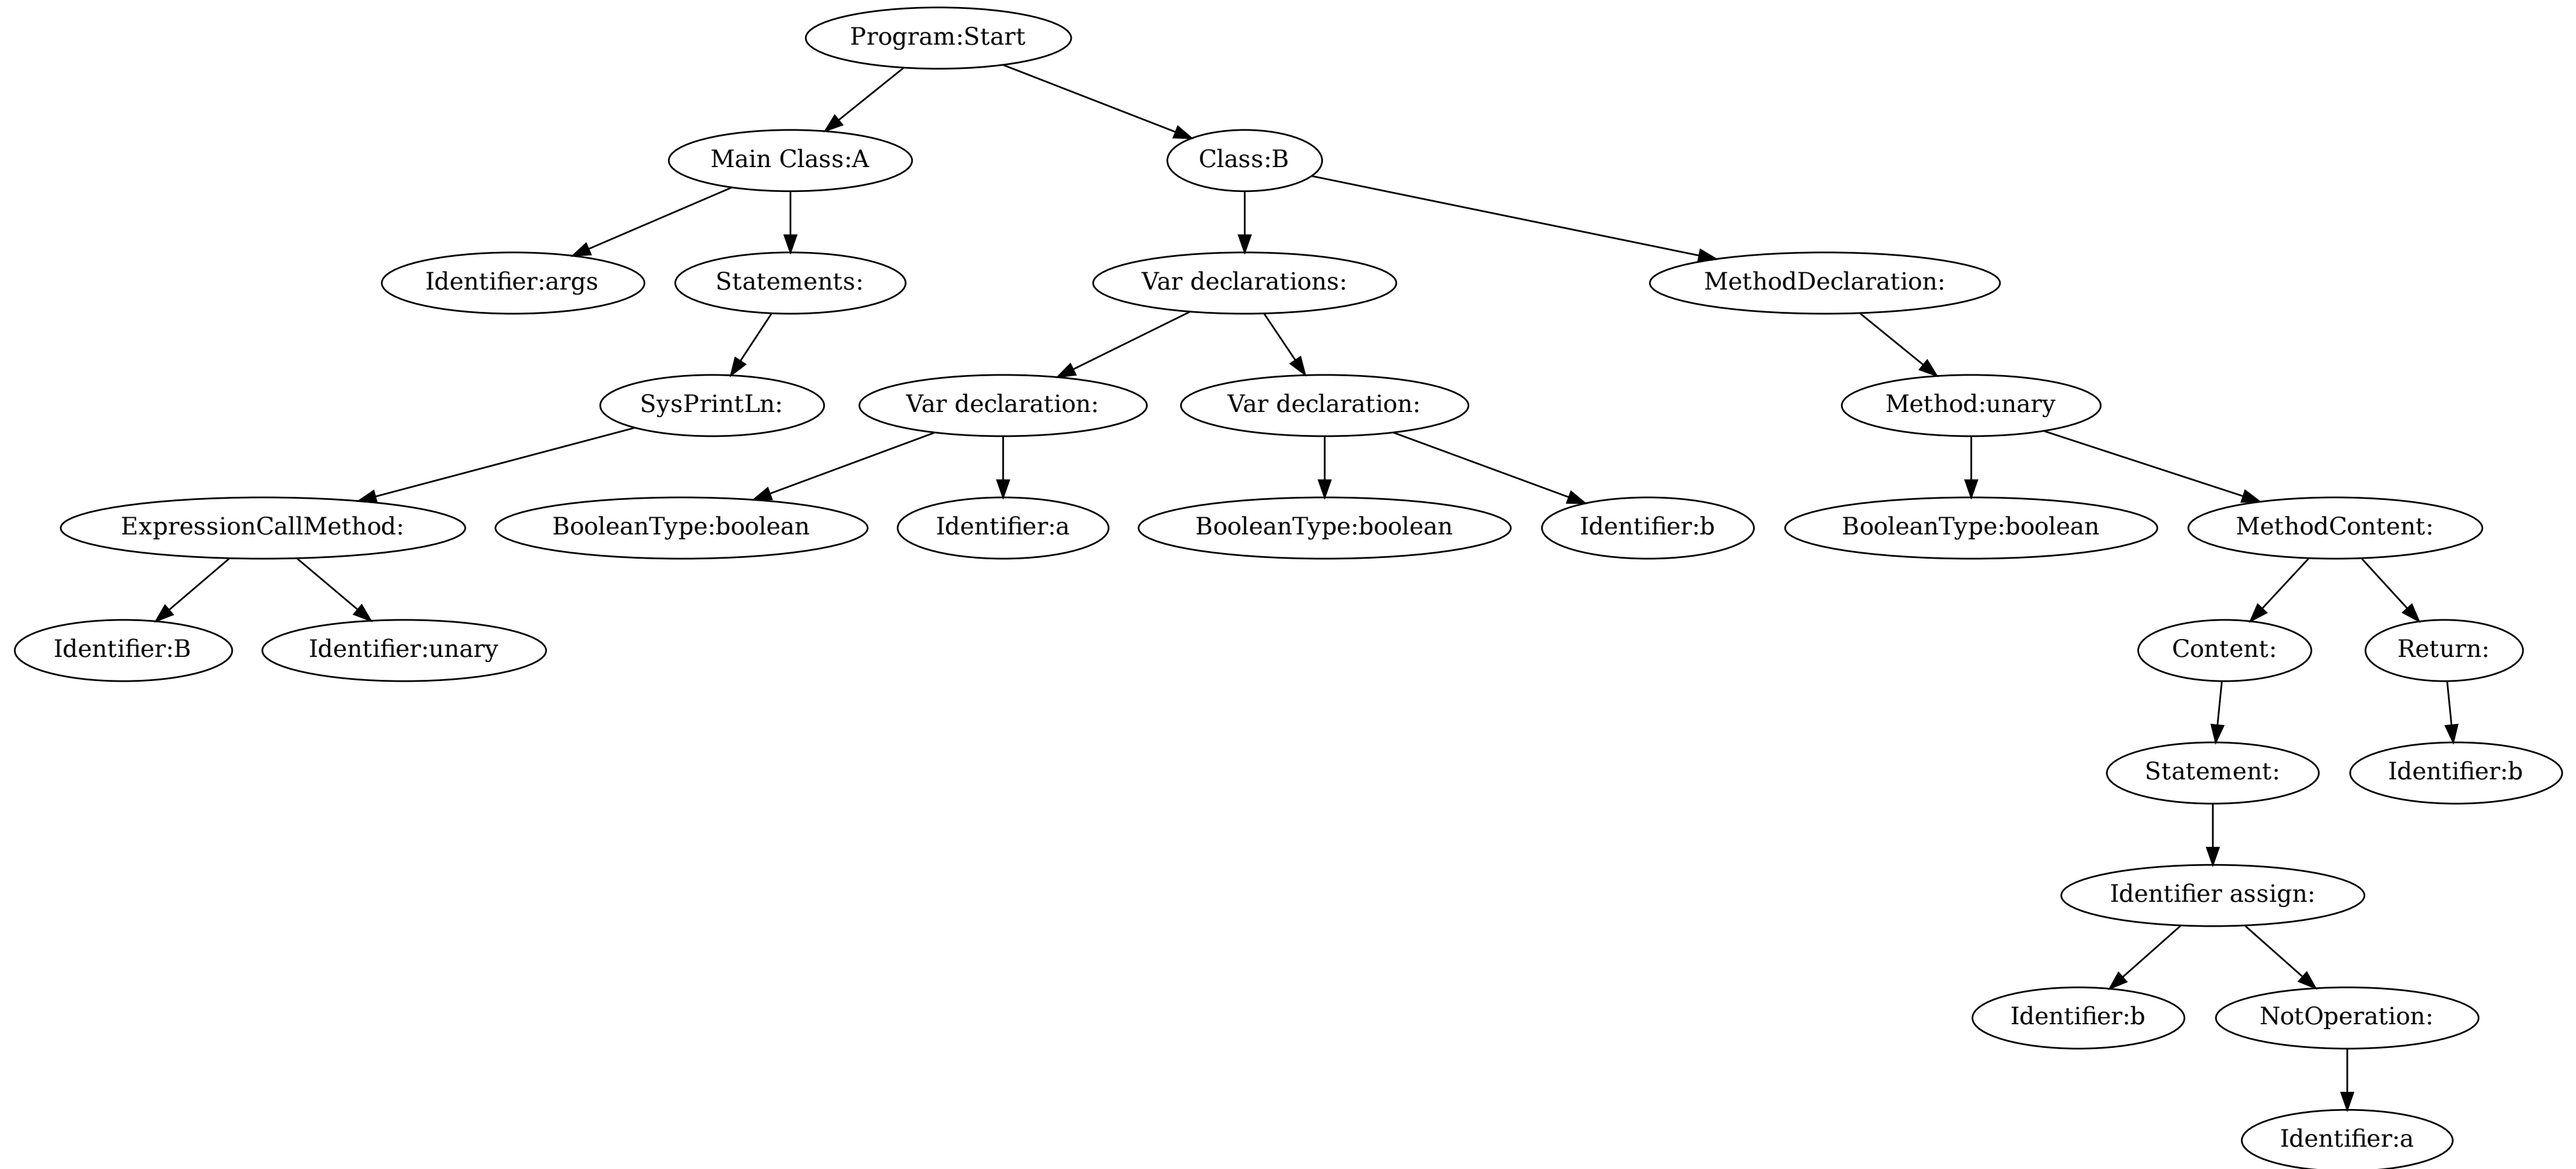 Program:Start
Main Class:A
Class:B
Identifier:args
Statements:
Var declarations:
MethodDeclaration:
SysPrintLn:
Var declaration:
Var declaration:
Method:unary
ExpressionCallMethod:
BooleanType:boolean
Identifier:a
BooleanType:boolean
Identifier:b
BooleanType:boolean
MethodContent:
Identifier:B
Identifier:unary
Content:
Return:
Statement:
Identifier:b
Identifier assign:
Identifier:b
NotOperation:
Identifier:a